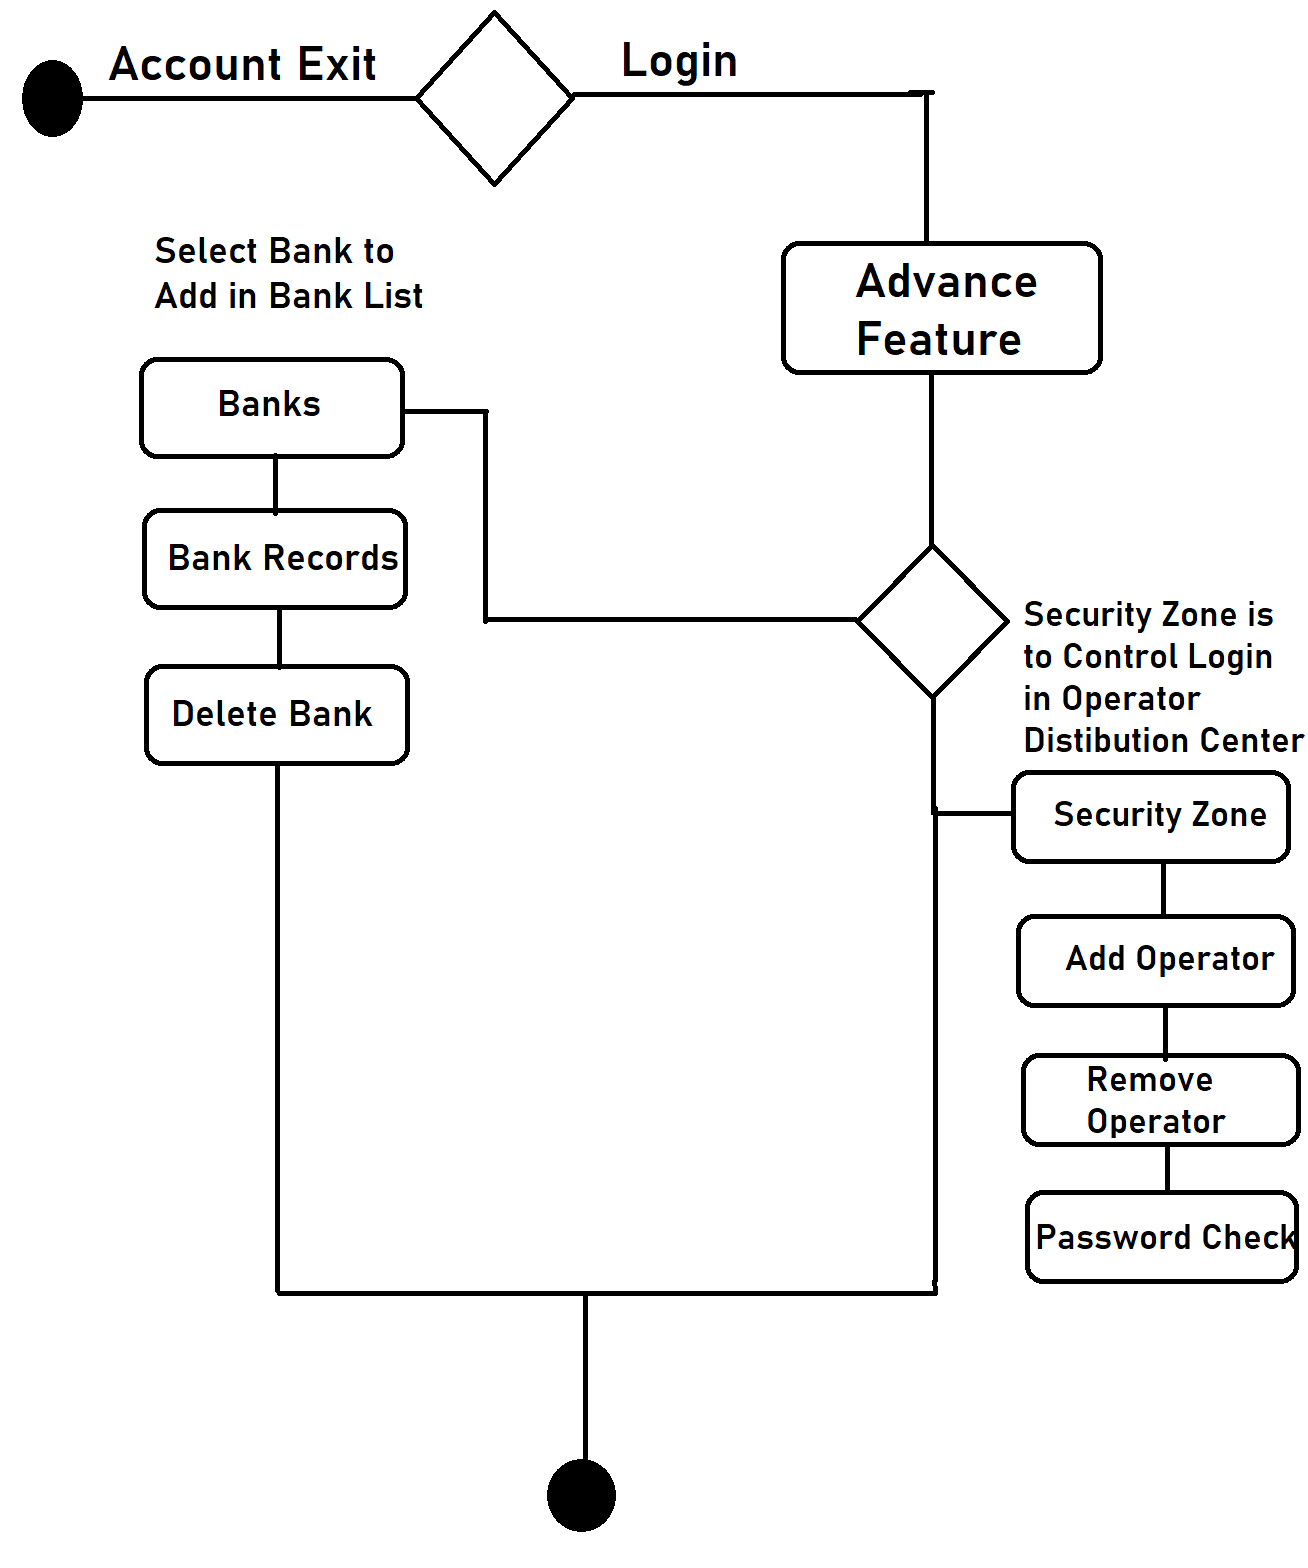 Account Exit
Login
Select Bank to
Add in Bank List
Advance
Feature
Banks
Bank Records
Delete Bank
Security Zone is
to Control Login
in Operator
Distibution Center
Security Zone
Add Operator
Remove
Operator
Password Check